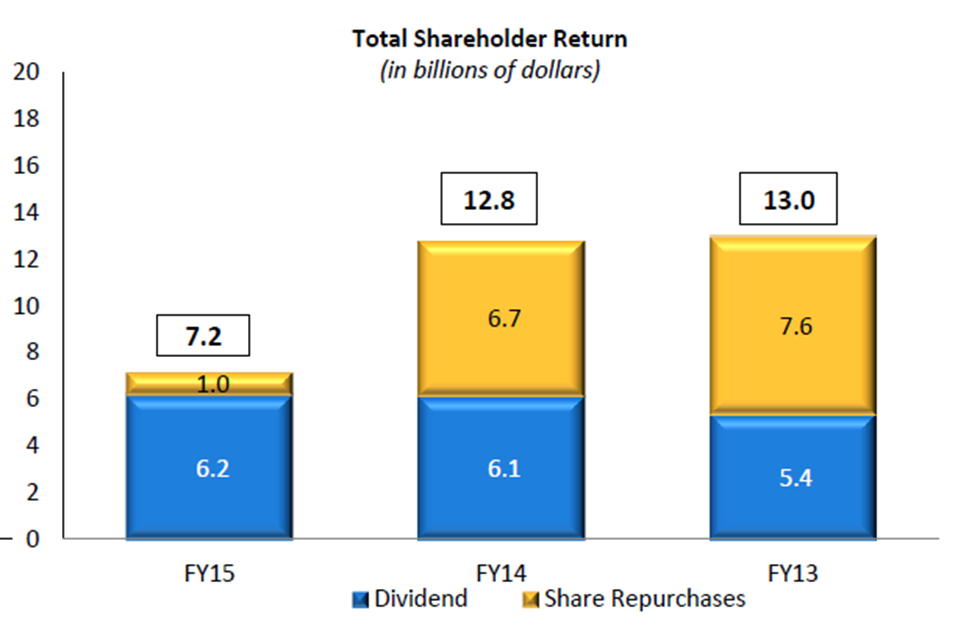 Total Shareholder Return
(in billions of dollars)
20
18
16
14
12
10
8
6
4
2
0
7.2
12.8
13.0
1.0
6.7
7.6
6.2
6.1
5.4
FY15
FY14
FY13
Dividend
Share Repurchases